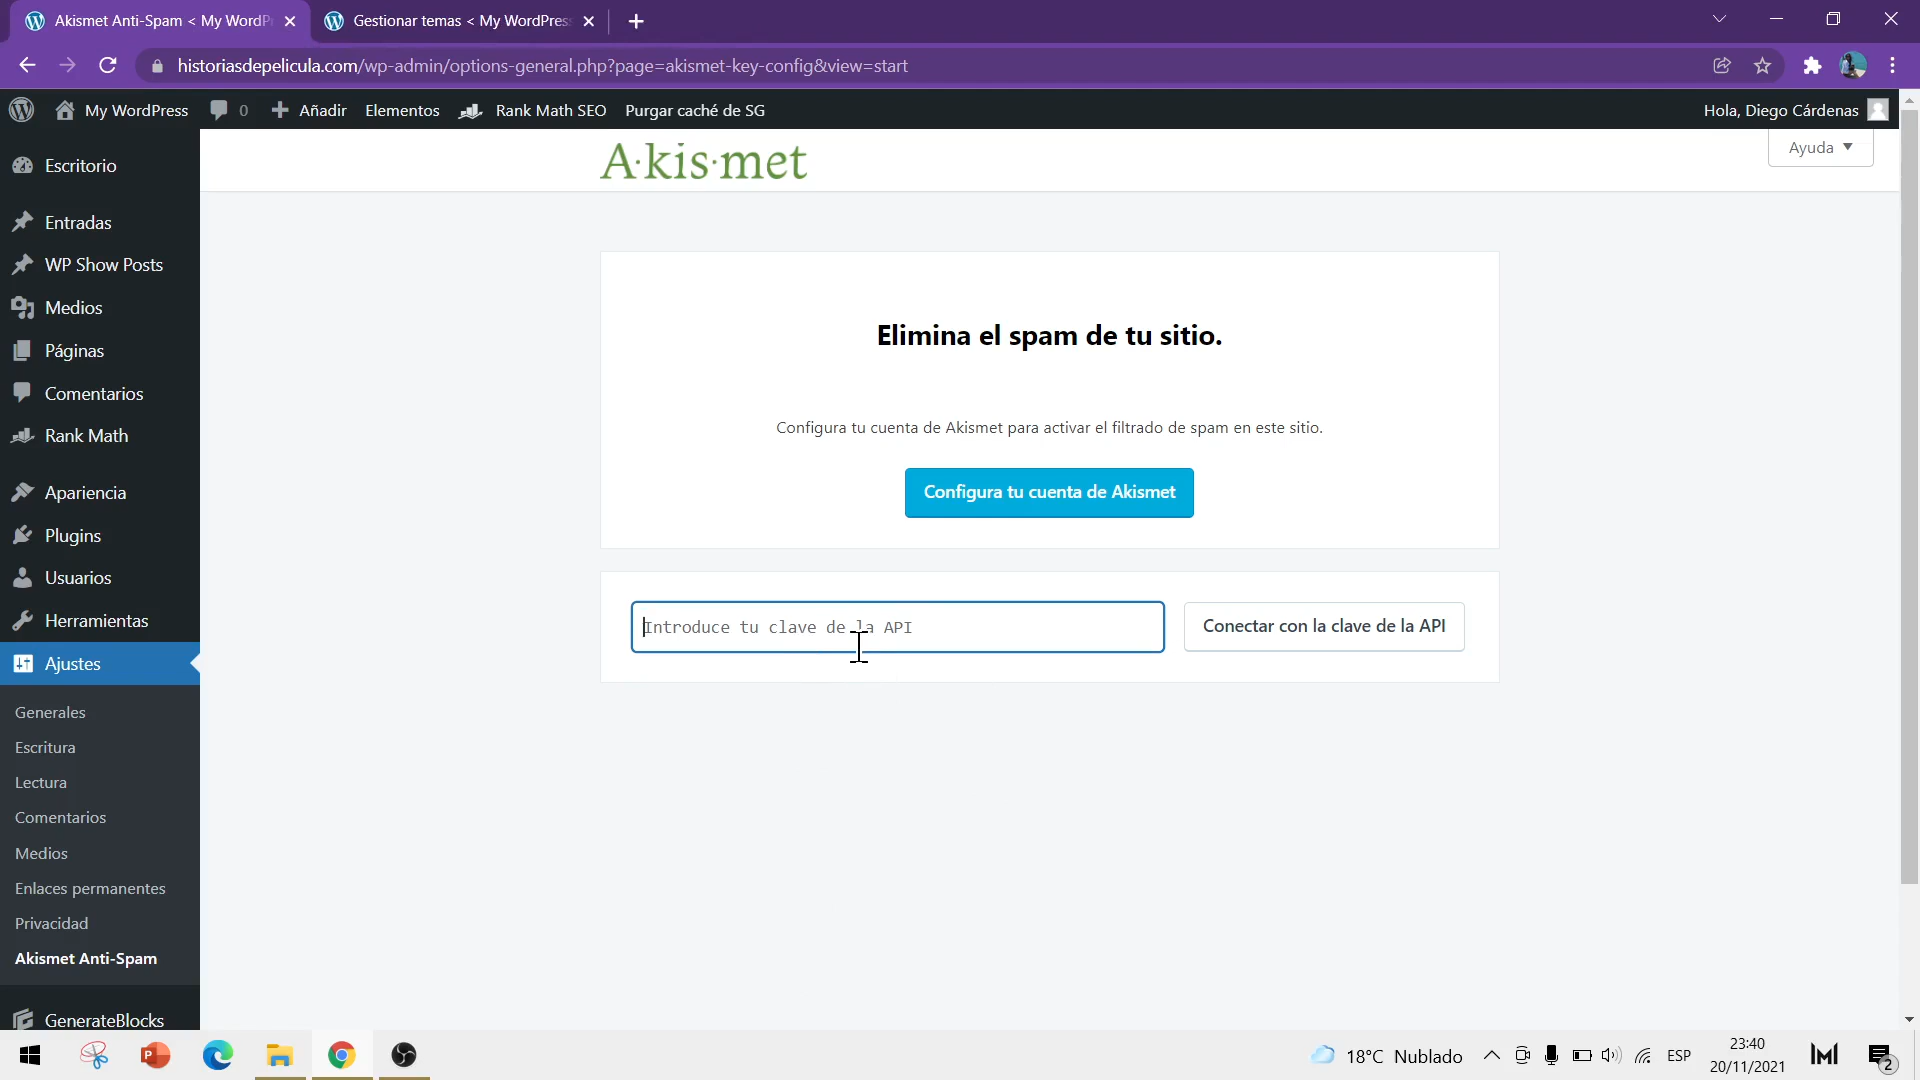 Akismet Anti-Spam < My WordP
Gestionar temas < My WordPres
historiasdepelicula.com/wp-admin/options-general.php?page=akismet-key-config&view=start
My WordPress
0
Añadir
Elementos
Rank Math SEO
Purgar caché de SG
Hola, Diego Cárdenas
Escritorio
Entradas
WP Show Posts
Medios
Páginas
Comentarios
Rank Math
Apariencia
Plugins
Usuarios
Herramientas
Ajustes
Generales
Escritura
Lectura
Comentarios
Medios
Enlaces permanentes
Privacidad
Akismet Anti-Spam
GenerateBlocks
A·kis·met
Ayuda
Elimina el spam de tu sitio.
Configura tu cuenta de Akismet para activar el filtrado de spam en este sitio.
Configura tu cuenta de Akismet
Introduce tu clave de la API
Conectar con la clave de la API
18°C Nublado
ESP
23:40
20/11/2021
2